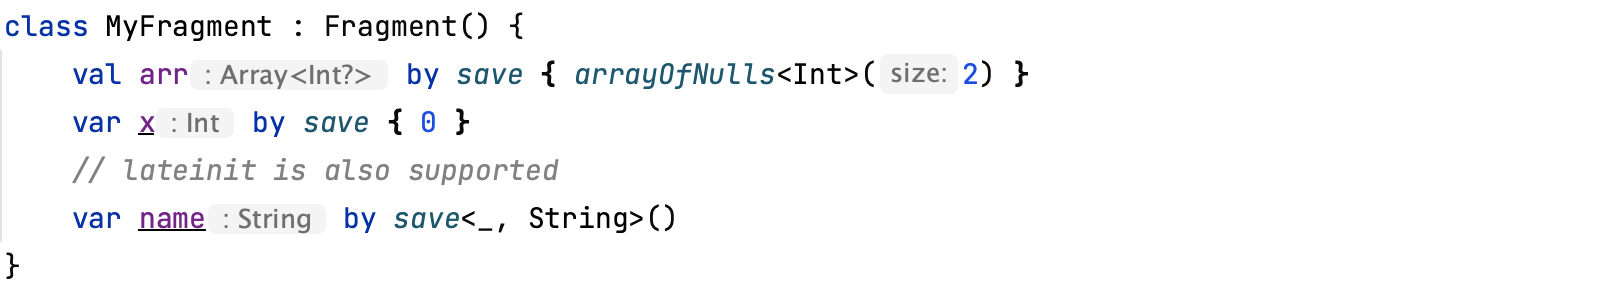 class MyFragment : Fragment() {
    val arr : Array<Int?> by save { arrayOfNulls<Int>( size: 2) }
    var x : Int by save { 0 }
    // lateinit is also supported
    var name : String by save<_, String>()
}